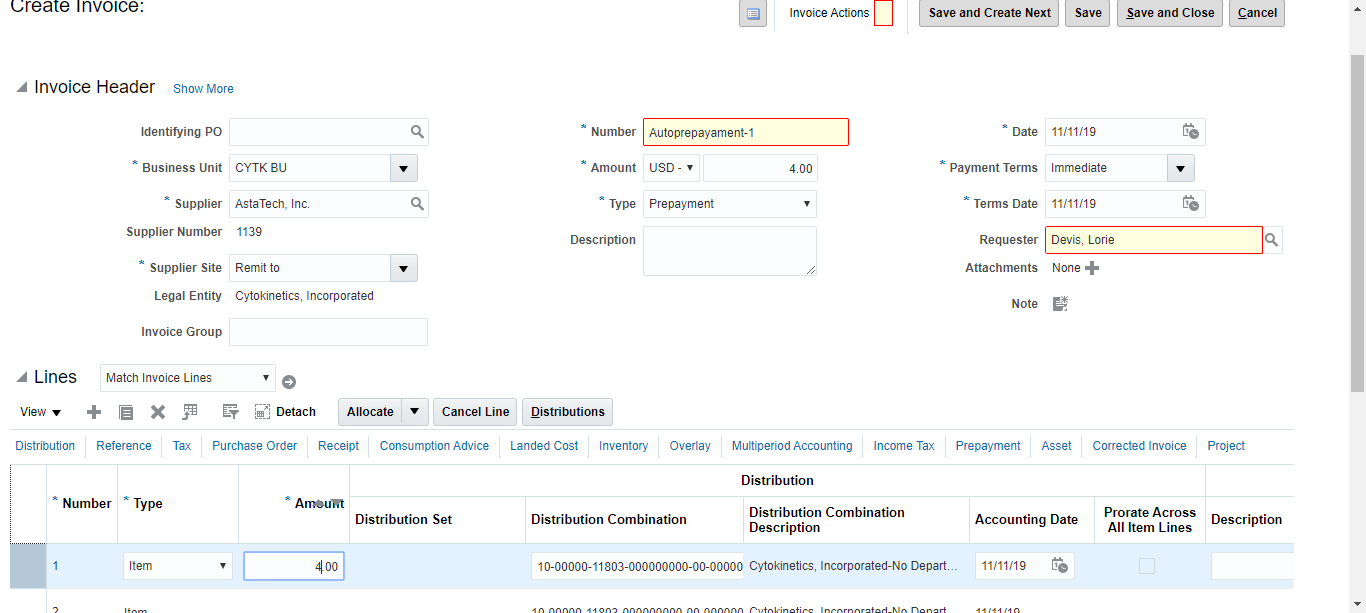 Create Invoice:
Invoice Actions
Save and Create Next
Save
Save and Close
Cancel
Invoice Header
Show More
Identifying PO
* Number Autoprepayament-1
* Date 11/11/19
* Business Unit CYTK BU
* Amount USD - 4.00
* Payment Terms Immediate
* Supplier AstaTech, Inc.
* Type Prepayment
* Terms Date 11/11/19
Supplier Number 1139
Description
Requester Devis, Lorie
* Supplier Site Remit to
Attachments None
Legal Entity Cytokinetics, Incorporated
Note
Invoice Group
Lines
Match Invoice Lines
View
Detach
Allocate
Cancel Line
Distributions
Distribution Reference Tax Purchase Order Receipt Consumption Advice Landed Cost Inventory Overlay Multiperiod Accounting Income Tax Prepayment Asset Corrected Invoice Project
Distribution
* Number * Type * Amount
Distribution Set
Distribution Combination
Distribution Combination
Description
Accounting Date
Prorate Across
All Item Lines
Description
1 Item 4.00 10-00000-11803-000000000-00-00000 Cytokinetics, Incorporated-No Depart... 11/11/19
2 Item 10-00000-11803-000000000-00-000000 Cytokinetics, Incorporated-No Depart... 11/11/19